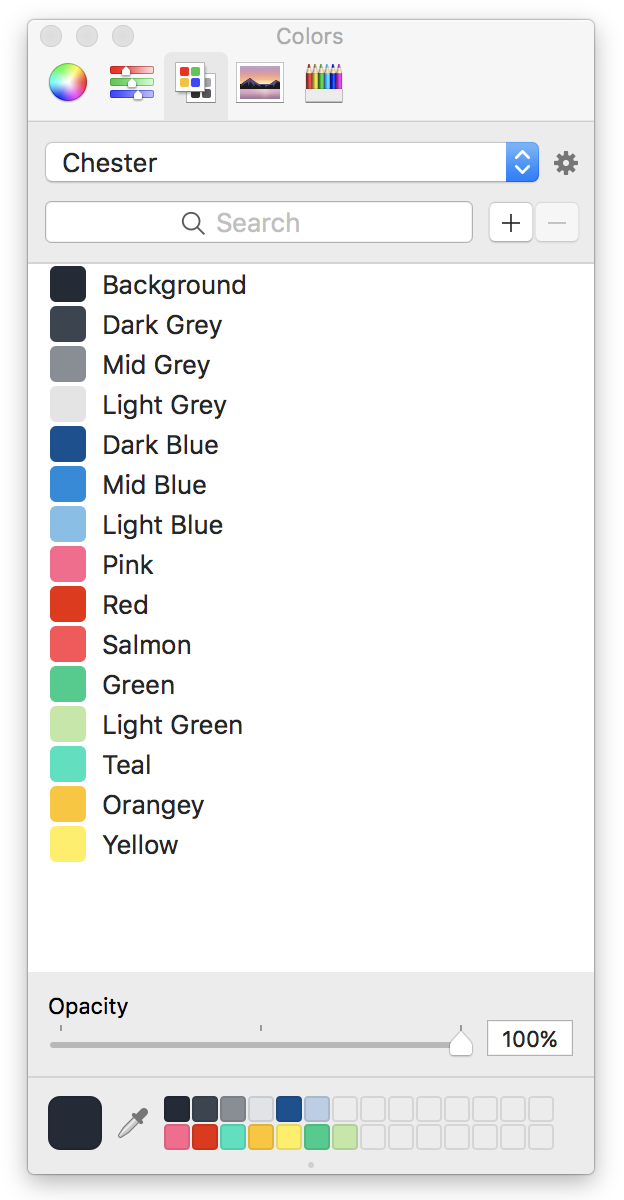 Colors
Chester
Search
Background
Dark Grey
Mid Grey
Light Grey
Dark Blue
Mid Blue
Light Blue
Pink
Red
Salmon
Green
Light Green
Teal
Orangey
Yellow
Opacity
100%